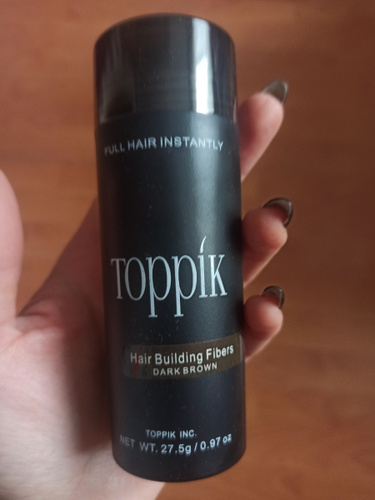 FULL HAIR INSTANTLY
Toppik
Hair Building Fibers
DARK BROWN
TOPPIK INC.
NET WT. 27.5g / 0.97 oz